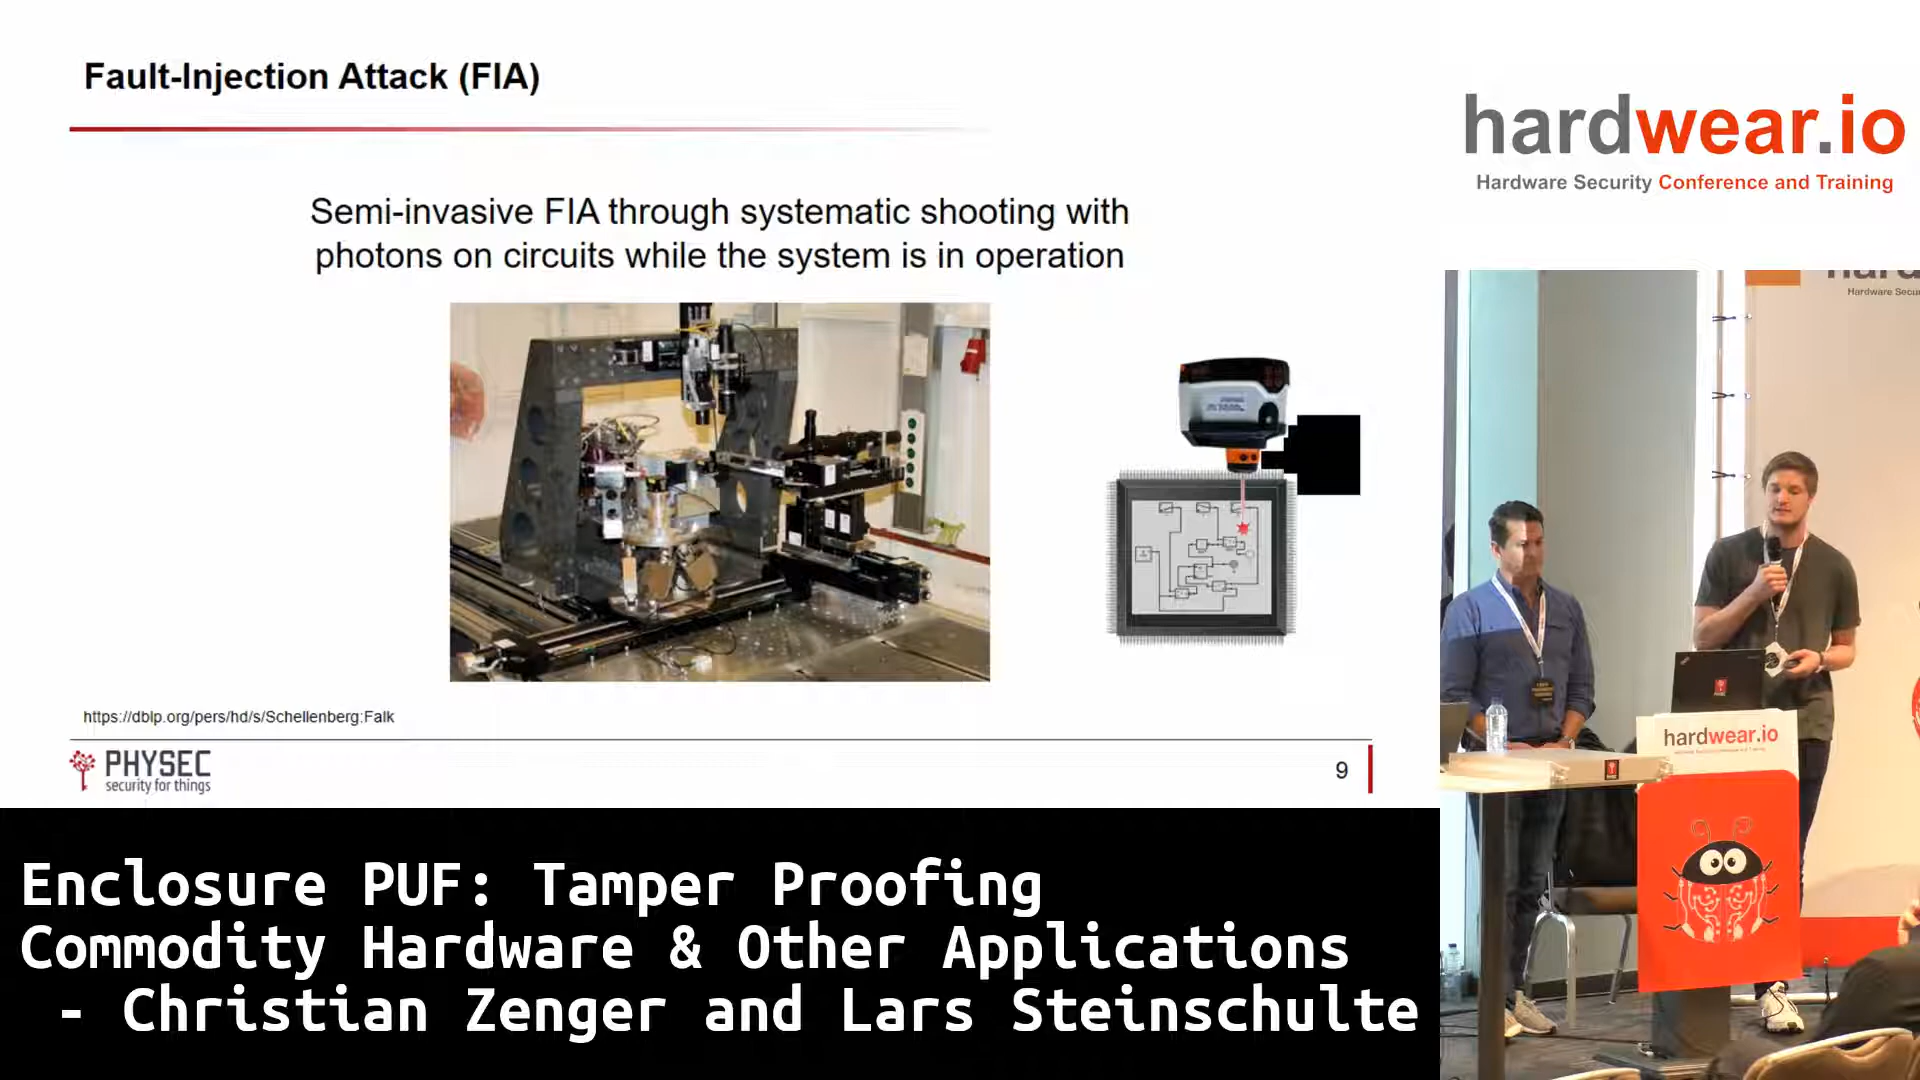 Fault-Injection Attack (FIA)
Semi-invasive FIA through systematic shooting with
photons on circuits while the system is in operation
https://dblp.org/pers/hd/s/Schellenberg:Falk
PHYSEC
security for things
9
hardwear.io
Hardware Security Conference and Training
Hardware Secur
hardwear.io
Enclosure PUF: Tamper Proofing
Commodity Hardware & Other Applications
- Christian Zenger and Lars Steinschulte